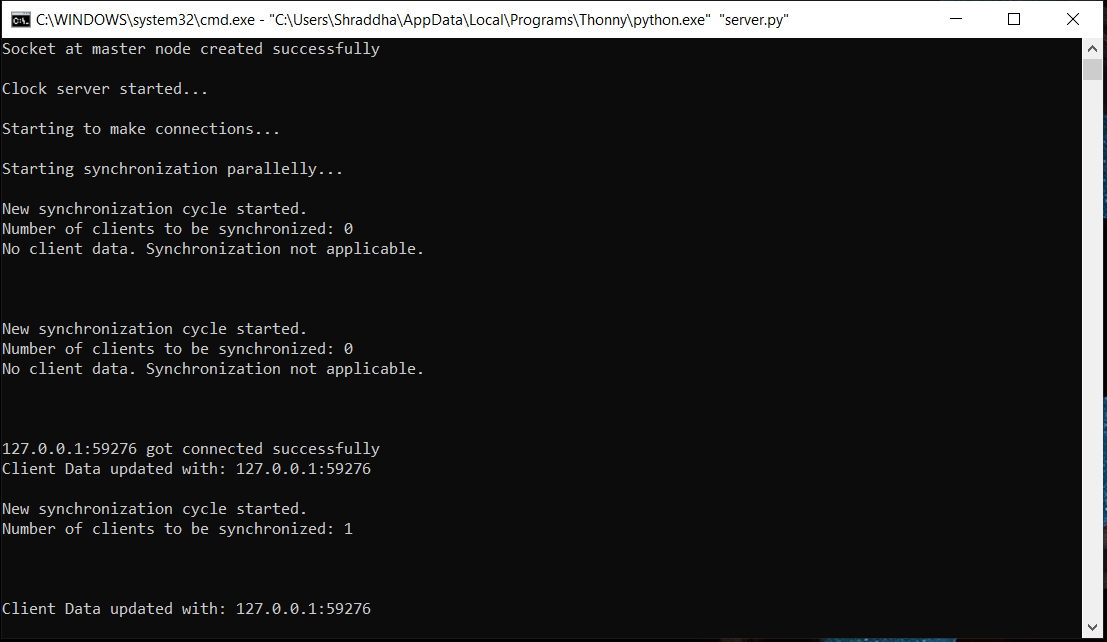 C:\WINDOWS\system32\cmd.exe - "C:\Users\Shraddha\AppData\Local\Programs\Thonny\python.exe" "server.py"
Socket at master node created successfully
Clock server started...
Starting to make connections...
Starting synchronization parallelly...
New synchronization cycle started.
Number of clients to be synchronized: 0
No client data. Synchronization not applicable.
New synchronization cycle started.
Number of clients to be synchronized: 0
No client data. Synchronization not applicable.
127.0.0.1:59276 got connected successfully
Client Data updated with: 127.0.0.1:59276
New synchronization cycle started.
Number of clients to be synchronized: 1
Client Data updated with: 127.0.0.1:59276